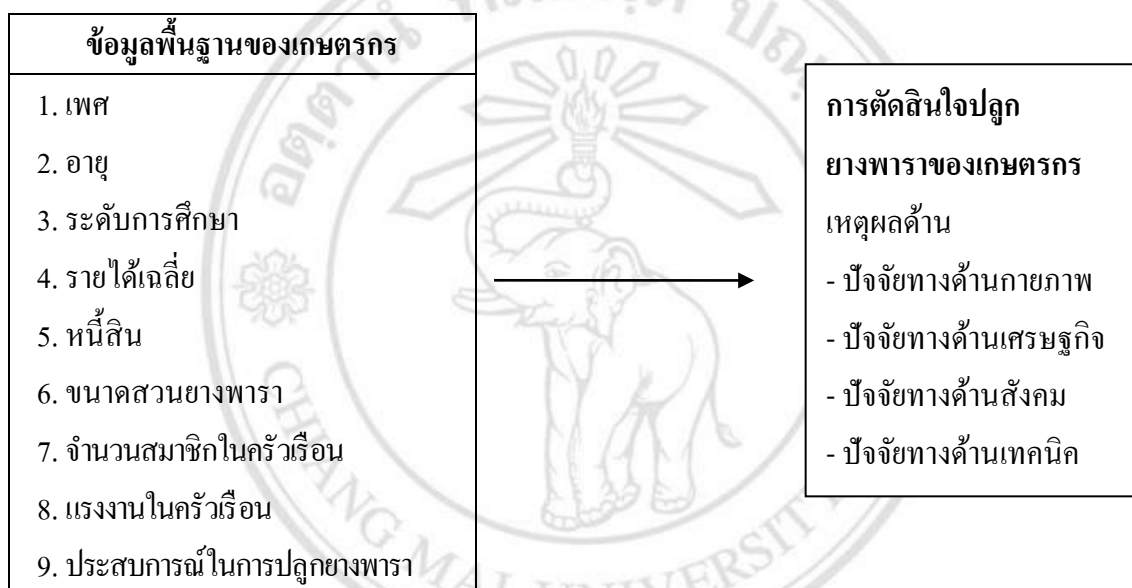 ข้อมูลพื้นฐานของเกษตรกร
1. เพศ
2. อายุ
3. ระดับการศึกษา
4. รายได้เฉลี่ย
5. หนี้สิน
6. ขนาดสวนยางพารา
7. จำนวนสมาชิกในครัวเรือน
8. แรงงานในครัวเรือน
9. ประสบการณ์ในการปลูกยางพารา
การตัดสินใจปลูก
ยางพาราของเกษตรกร
เหตุผลด้าน
- ปัจจัยทางด้านกายภาพ
- ปัจจัยทางด้านเศรษฐกิจ
- ปัจจัยทางด้านสังคม
- ปัจจัยทางด้านเทคนิค